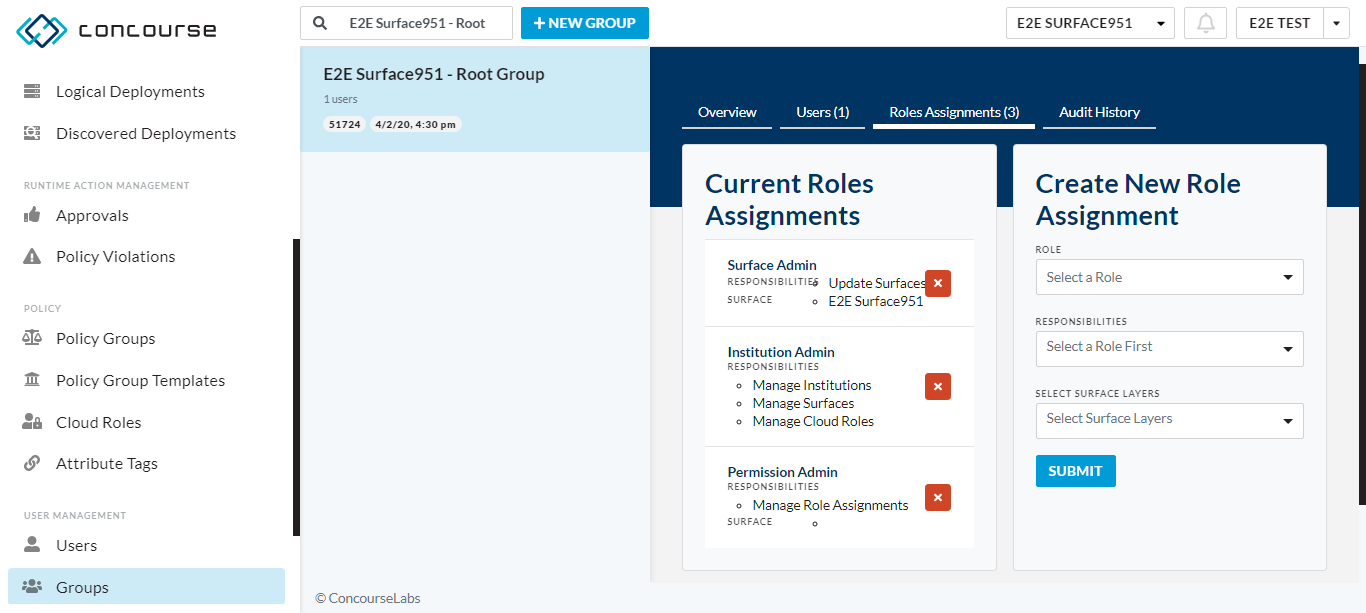 concourse
E2E Surface951 - Root
NEW GROUP
E2E SURFACE951
E2E TEST
Logical Deployments
Discovered Deployments
RUNTIME ACTION MANAGEMENT
Approvals
Policy Violations
POLICY
Policy Groups
Policy Group Templates
Cloud Roles
Attribute Tags
USER MANAGEMENT
Users
Groups
E2E Surface951 - Root Group
1 users
51724 4/2/20, 4:30 pm
Overview
Users (1)
Roles Assignments (3)
Audit History
Current Roles
Assignments
Surface Admin
RESPONSIBILITIES Update Surfaces
SURFACE E2E Surface951
Institution Admin
RESPONSIBILITIES
Manage Institutions
Manage Surfaces
Manage Cloud Roles
Permission Admin
RESPONSIBILITIES
Manage Role Assignments
SURFACE
Create New Role
Assignment
ROLE
Select a Role
RESPONSIBILITIES
Select a Role First
SELECT SURFACE LAYERS
Select Surface Layers
SUBMIT
© ConcourseLabs